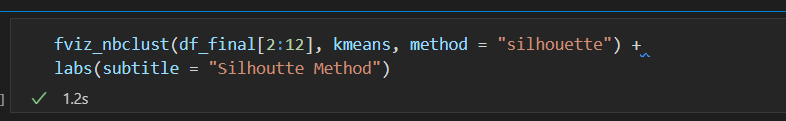 fviz_nbclust(df_final[2:12], kmeans, method = "silhouette") +
labs(subtitle = "Silhoutte Method")
] ✓ 1.2s